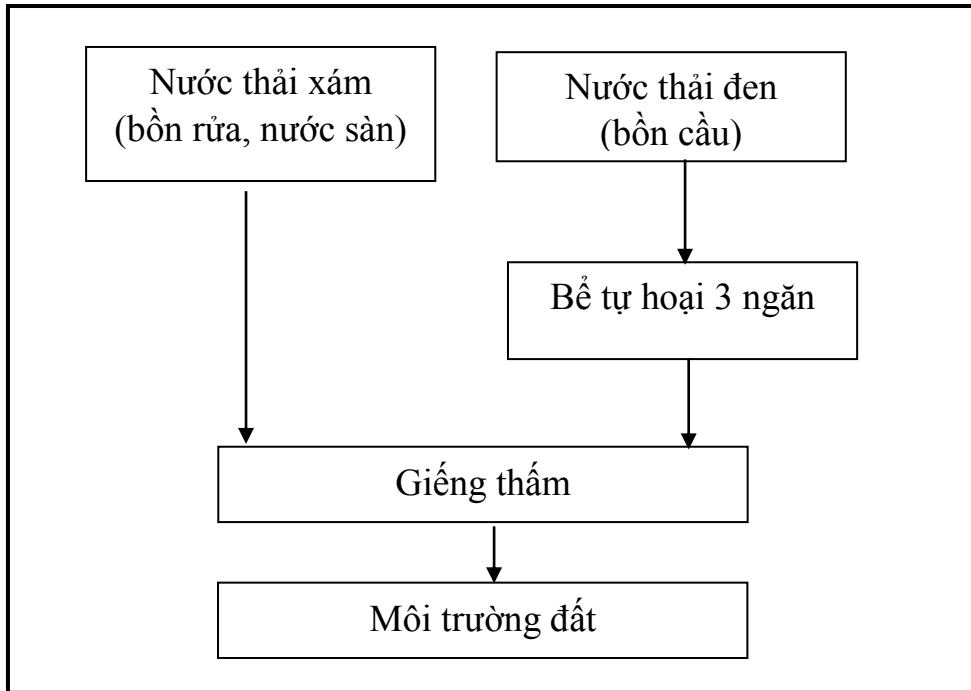 Nước thải xám
(bồn rửa, nước sàn)
Nước thải đen
(bồn cầu)
Bể tự hoại 3 ngăn
Giếng thấm
Môi trường đất